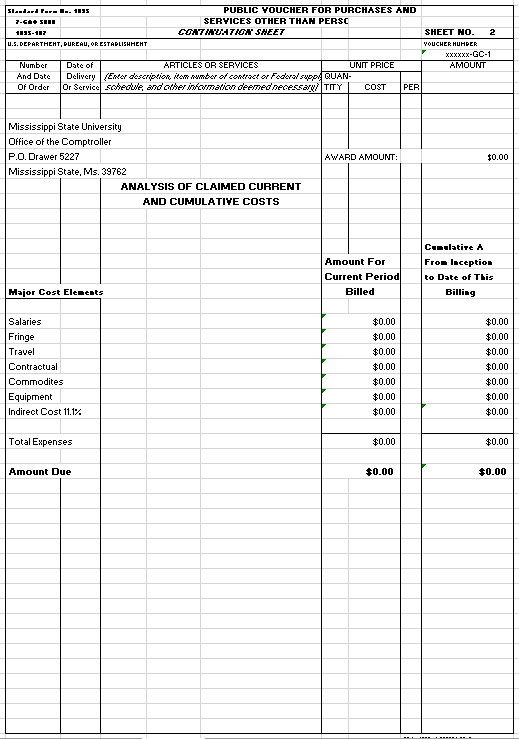 Standard Form No. 1035
PUBLIC VOUCHER FOR PURCHASES AND
7-GAO 5000
SERVICES OTHER THAN PERSC
1035-107
CONTINUATION SHEET
SHEET NO. 2
U.S. DEPARTMENT, BUREAU, OR ESTABLISHMENT
VOUCHER NUMBER
xxxxxx-GC-1
Number Date of ARTICLES OR SERVICES UNIT PRICE AMOUNT
And Date Delivery (Enter description, item number of contract or Federal suppl QUAN-
Of Order Or Service schedule, and other information deemed necessary) TITY COST PER
Mississippi State University
Office of the Comptroller
P.O. Drawer 5227 AWARD AMOUNT: $0.00
Mississippi State, Ms. 39762
ANALYSIS OF CLAIMED CURRENT
AND CUMULATIVE COSTS
Cumulative A
Amount For From Inception
Current Period to Date of This
Major Cost Elements Billed Billing
Salaries $0.00 $0.00
Fringe $0.00 $0.00
Travel $0.00 $0.00
Contractual $0.00 $0.00
Commodites $0.00 $0.00
Equipment $0.00 $0.00
Indirect Cost 11.1% $0.00 $0.00
Total Expenses $0.00 $0.00
Amount Due $0.00 $0.00